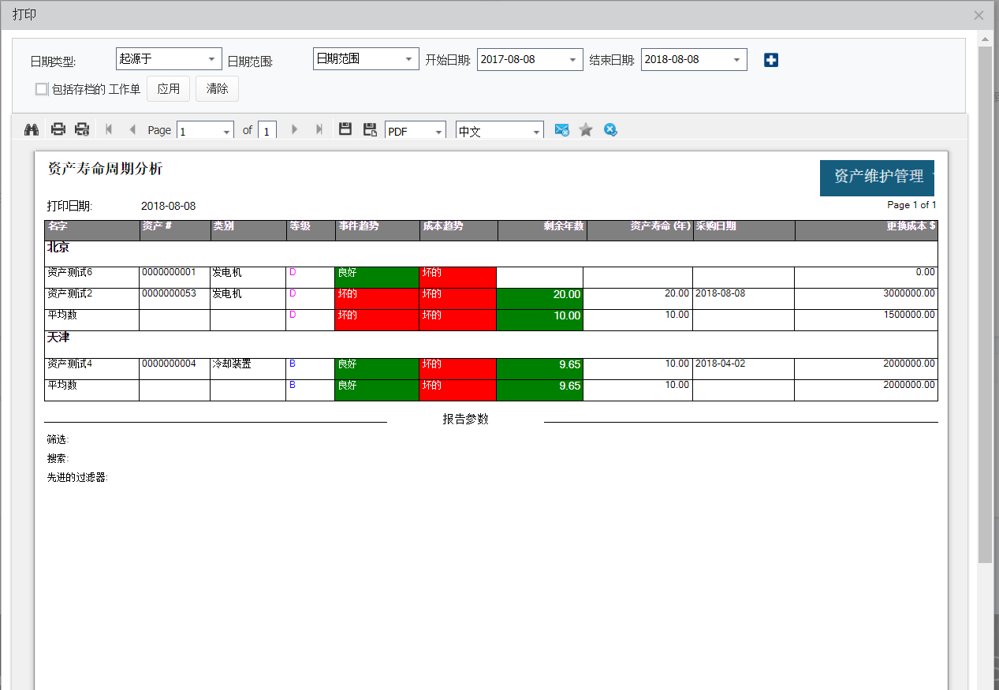 打印
日期类型: 起源于 日期范围: 日期范围 开始日期: 2017-08-08 结束日期: 2018-08-08
包括存档的 工作单 应用 清除
Page 1 of 1 PDF 中文
资产寿命周期分析
资产维护管理
打印日期: 2018-08-08
Page 1 of 1
名字 资产 # 类别 等级 事件趋势 成本趋势 剩余年数 资产寿命 (年) 采购日期 更换成本 $
北京
资产测试6 0000000001 发电机 D 良好 坏的 0.00
资产测试2 0000000053 发电机 D 坏的 坏的 20.00 20.00 2018-08-08 3000000.00
平均数 D 坏的 坏的 10.00 10.00 1500000.00
天津
资产测试4 0000000004 冷却装置 B 良好 坏的 9.65 10.00 2018-04-02 2000000.00
平均数 B 良好 坏的 9.65 10.00 2000000.00
报告参数
筛选:
搜索:
先进的过滤器: